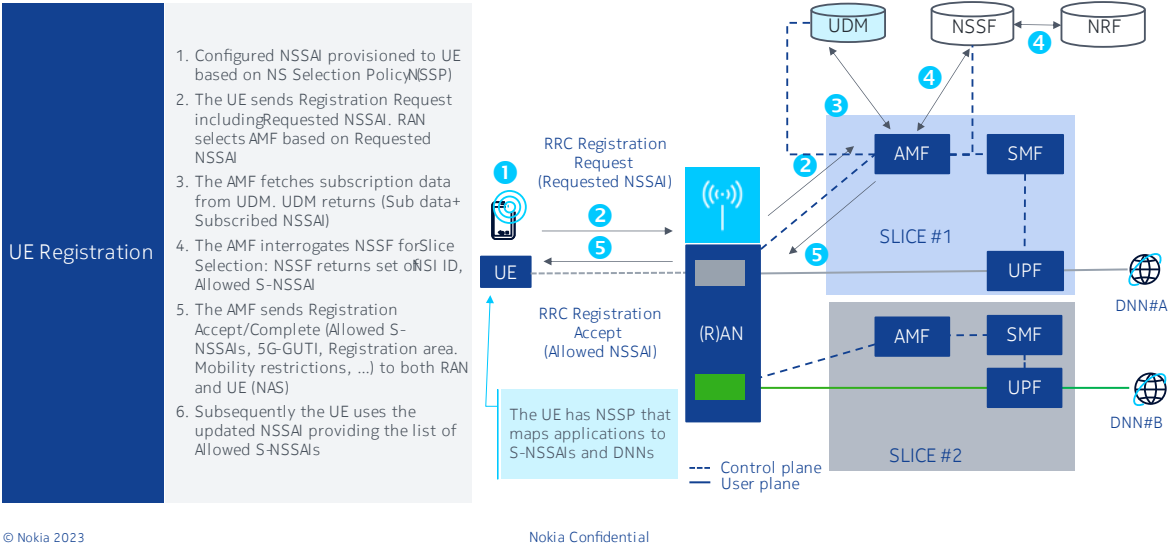 UE Registration
1. Configured NSSAI provisioned to UE
based on NS Selection Policy (NSSP)
2. The UE sends Registration Request
including Requested NSSAI. RAN
selects AMF based on Requested
NSSAI
3. The AMF fetches subscription data
from UDM. UDM returns (Sub data+
Subscribed NSSAI)
4. The AMF interrogates NSSF for Slice
Selection: NSSF returns set of NSI ID,
Allowed S-NSSAI
5. The AMF sends Registration
Accept/Complete (Allowed S-
NSSAIs, 5G-GUTI, Registration area.
Mobility restrictions, ...) to both RAN
and UE (NAS)
6. Subsequently the UE uses the
updated NSSAI providing the list of
Allowed S-NSSAIs
UDM
NSSF
4
NRF
4
3
1
RRC Registration
Request
(Requested NSSAI)
2
2
5
AMF
SMF
SLICE #1
5
UE
UPF
DNN#A
RRC Registration
Accept
(Allowed NSSAI)
(R)AN
AMF
SMF
UPF
DNN#B
The UE has NSSP that
maps applications to
S-NSSAIs and DNNs
SLICE #2
Control plane
User plane
© Nokia 2023
Nokia Confidential